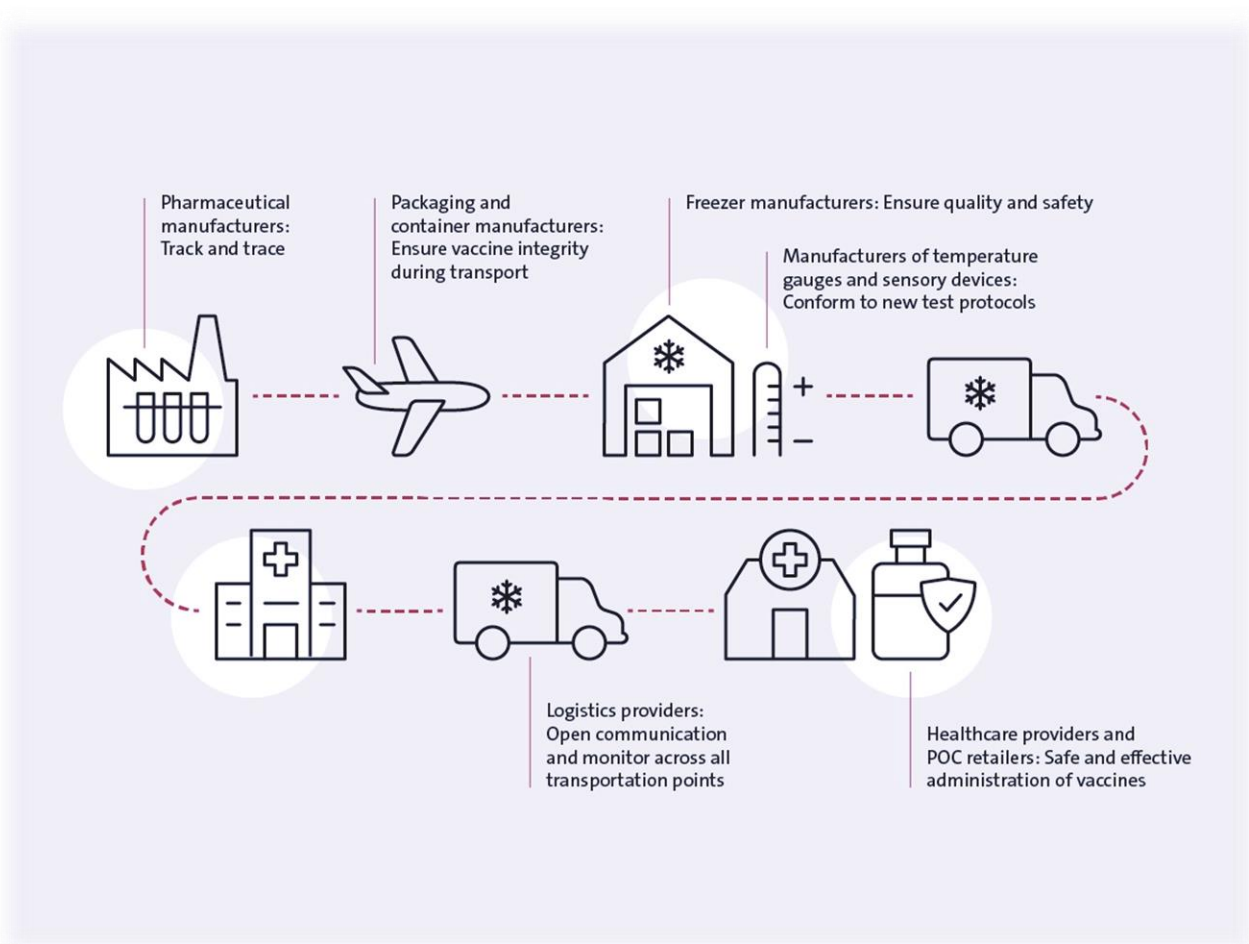 Pharmaceutical
manufacturers:
Track and trace
Packaging and
container manufacturers:
Ensure vaccine integrity
during transport
Freezer manufacturers: Ensure quality and safety
Manufacturers of temperature
gauges and sensory devices:
Conform to new test protocols
+
–
Logistics providers:
Open communication
and monitor across all
transportation points
Healthcare providers and
POC retailers: Safe and effective
administration of vaccines